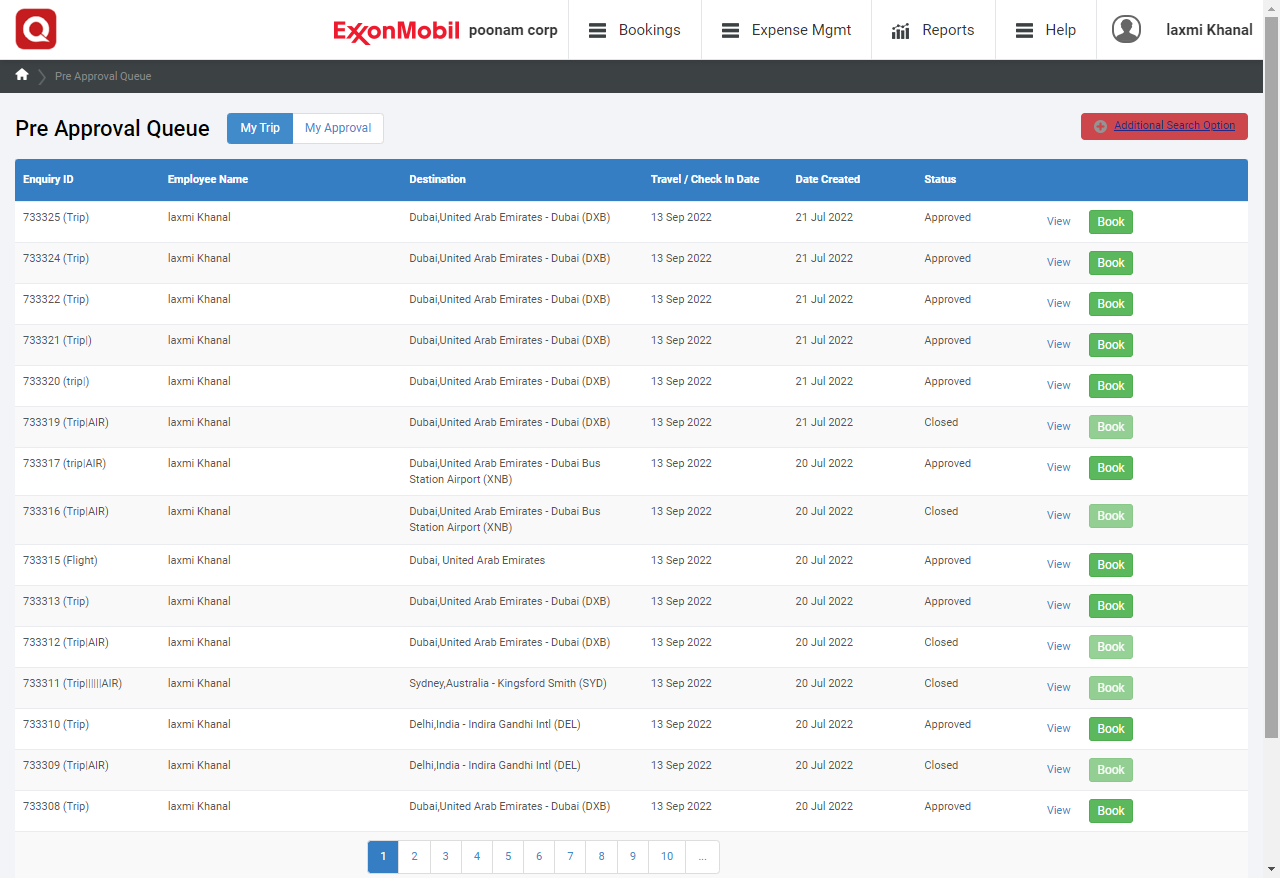 Q ExxonMobil poonam corp Bookings Expense Mgmt Reports Help laxmi Khanal
Pre Approval Queue
Pre Approval Queue My Trip My Approval Additional Search Option
Enquiry ID Employee Name Destination Travel / Check In Date Date Created Status
733325 (Trip) laxmi Khanal Dubai,United Arab Emirates - Dubai (DXB) 13 Sep 2022 21 Jul 2022 Approved View Book
733324 (Trip) laxmi Khanal Dubai,United Arab Emirates - Dubai (DXB) 13 Sep 2022 21 Jul 2022 Approved View Book
733322 (Trip) laxmi Khanal Dubai,United Arab Emirates - Dubai (DXB) 13 Sep 2022 21 Jul 2022 Approved View Book
733321 (Trip|) laxmi Khanal Dubai,United Arab Emirates - Dubai (DXB) 13 Sep 2022 21 Jul 2022 Approved View Book
733320 (trip|) laxmi Khanal Dubai,United Arab Emirates - Dubai (DXB) 13 Sep 2022 21 Jul 2022 Approved View Book
733319 (Trip|AIR) laxmi Khanal Dubai,United Arab Emirates - Dubai (DXB) 13 Sep 2022 21 Jul 2022 Closed View Book
733317 (trip|AIR) laxmi Khanal Dubai,United Arab Emirates - Dubai Bus 13 Sep 2022 20 Jul 2022 Approved View Book
Station Airport (XNB)
733316 (Trip|AIR) laxmi Khanal Dubai,United Arab Emirates - Dubai Bus 13 Sep 2022 20 Jul 2022 Closed View Book
Station Airport (XNB)
733315 (Flight) laxmi Khanal Dubai, United Arab Emirates 13 Sep 2022 20 Jul 2022 Approved View Book
733313 (Trip) laxmi Khanal Dubai,United Arab Emirates - Dubai (DXB) 13 Sep 2022 20 Jul 2022 Approved View Book
733312 (Trip|AIR) laxmi Khanal Dubai,United Arab Emirates - Dubai (DXB) 13 Sep 2022 20 Jul 2022 Closed View Book
733311 (Trip||||||AIR) laxmi Khanal Sydney,Australia - Kingsford Smith (SYD) 13 Sep 2022 20 Jul 2022 Closed View Book
733310 (Trip) laxmi Khanal Delhi,India - Indira Gandhi Intl (DEL) 13 Sep 2022 20 Jul 2022 Approved View Book
733309 (Trip|AIR) laxmi Khanal Delhi,India - Indira Gandhi Intl (DEL) 13 Sep 2022 20 Jul 2022 Closed View Book
733308 (Trip) laxmi Khanal Dubai,United Arab Emirates - Dubai (DXB) 13 Sep 2022 20 Jul 2022 Approved View Book
1 2 3 4 5 6 7 8 9 10 ...